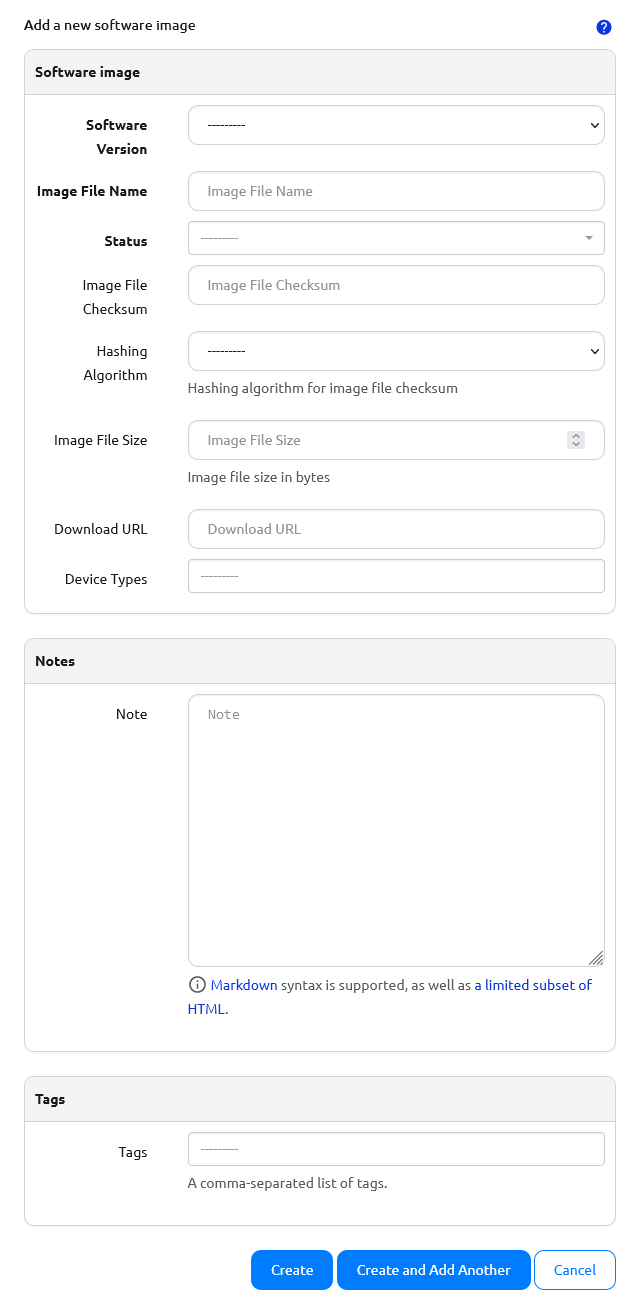 Add a new software image
?
Software image
Software
Version
---------
Image File Name
Image File Name
Status
---------
Image File
Checksum
Image File Checksum
Hashing
Algorithm
---------
Hashing algorithm for image file checksum
Image File Size
Image File Size
Image file size in bytes
Download URL
Download URL
Device Types
---------
Notes
Note
Note
Markdown syntax is supported, as well as a limited subset of
HTML.
Tags
Tags
---------
A comma-separated list of tags.
Create
Create and Add Another
Cancel